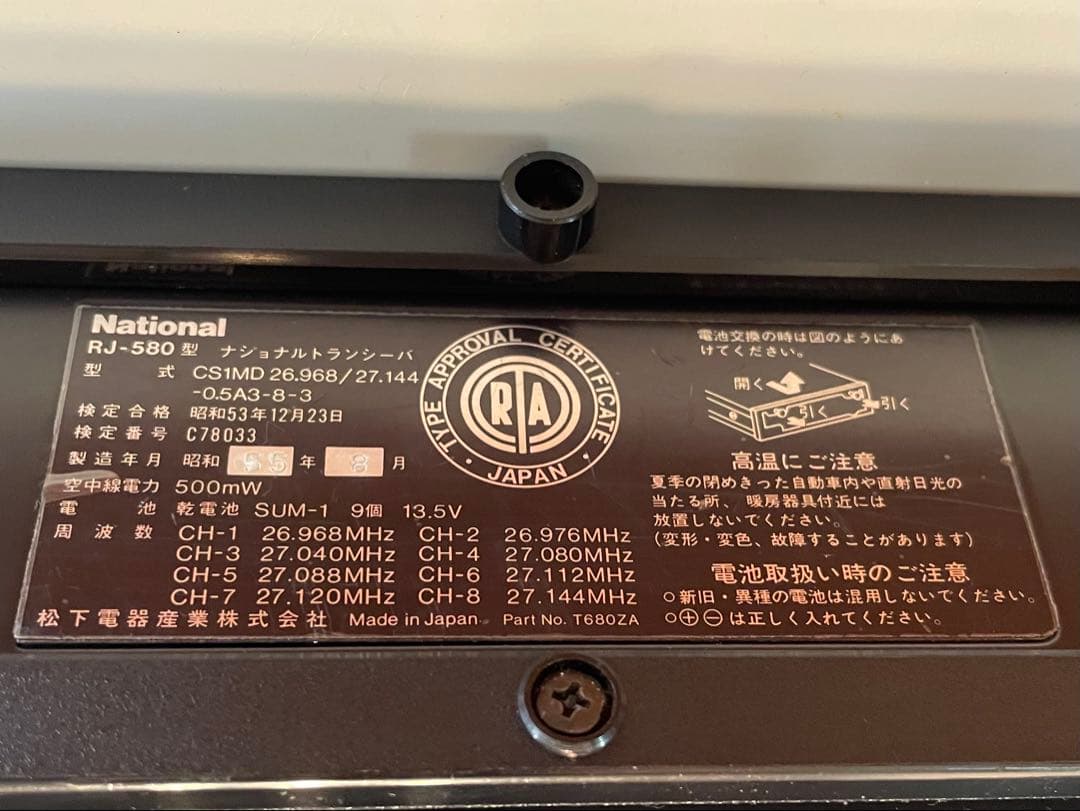 National
RJ-580型 ナショナルトランシーバ
型 式 CS1MD 26.968/27.144
-0.5A3-8-3
検定合格 昭和53年12月23日
検定番号 C78033
製造年月 昭和 55 年 8 月
空中線電力 500mW
電 池 乾電池 SUM-1 9個 13.5V
周 波 数 CH-1 26.968MHz CH-2 26.976MHz
CH-3 27.040MHz CH-4 27.080MHz
CH-5 27.088MHz CH-6 27.112MHz
CH-7 27.120MHz CH-8 27.144MHz
松下電器産業株式会社 Made in Japan Part No. T680ZA
・TYPE APPROVAL CERTIFICATE・
RTA
JAPAN
電池交換の時は図のようにあ
けてください。
開く
引く
引く
高温にご注意
夏季の閉めきった自動車内や直射日光の
当たる所、暖房器具付近には
放置しないでください。
(変形・変色、故障することがあります)
電池取扱い時のご注意
○新旧・異種の電池は混用しないでください。
○⊕⊖は正しく入れてください。